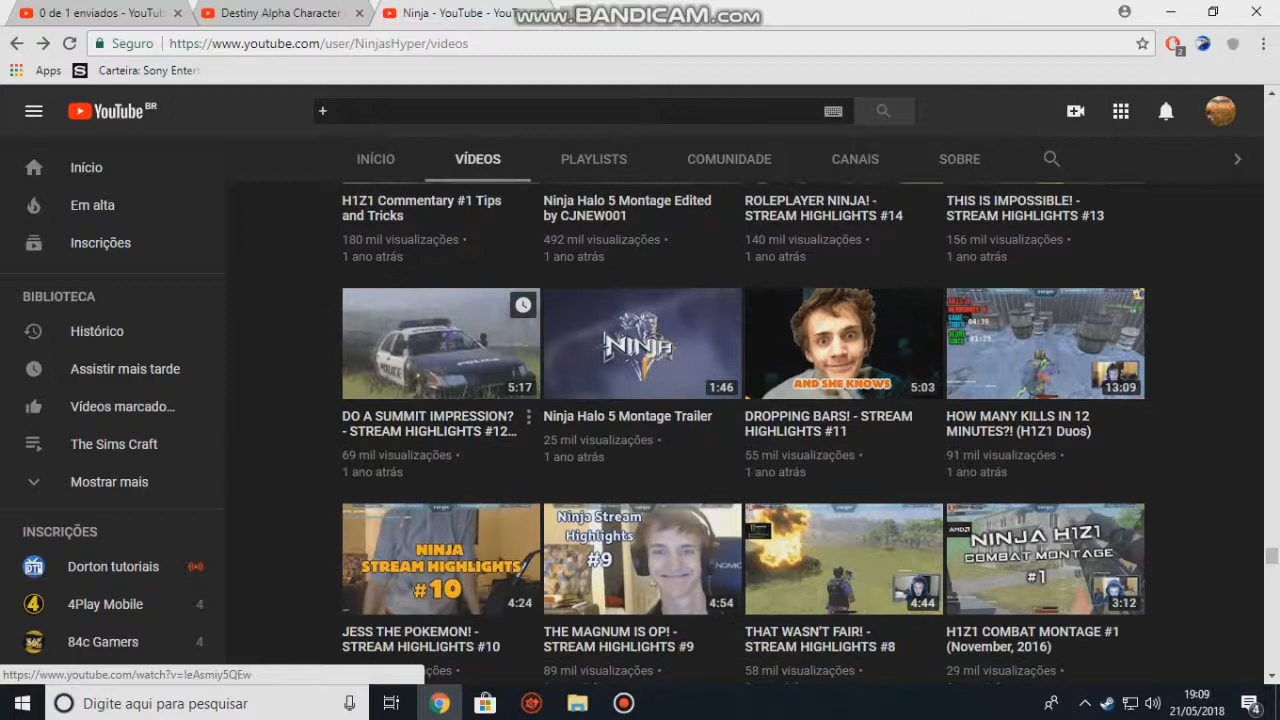 0 de 1 enviados - YouTub
Destiny Alpha Character
Ninja - YouTube - YouTu
www.BANDICAM.com
Seguro
https://www.youtube.com/user/NinjasHyper/videos
2
Apps
S
Carteira: Sony Entert
YouTube BR
+
INÍCIO
VÍDEOS
PLAYLISTS
COMUNIDADE
CANAIS
SOBRE
Início
Em alta
Inscrições
BIBLIOTECA
Histórico
Assistir mais tarde
Vídeos marcado...
The Sims Craft
Mostrar mais
INSCRIÇÕES
Dorton tutoriais
4Play Mobile
4
84c Gamers
4
H1Z1 Commentary #1 Tips
and Tricks
180 mil visualizações •
1 ano atrás
Ninja Halo 5 Montage Edited
by CJNEW001
492 mil visualizações •
1 ano atrás
ROLEPLAYER NINJA! -
STREAM HIGHLIGHTS #14
140 mil visualizações •
1 ano atrás
THIS IS IMPOSSIBLE! -
STREAM HIGHLIGHTS #13
156 mil visualizações •
1 ano atrás
POLICE
5:17
DO A SUMMIT IMPRESSION?
- STREAM HIGHLIGHTS #12...
69 mil visualizações •
1 ano atrás
NINJA
1:46
Ninja Halo 5 Montage Trailer
25 mil visualizações •
1 ano atrás
AND SHE KNOWS
5:03
DROPPING BARS! - STREAM
HIGHLIGHTS #11
55 mil visualizações •
1 ano atrás
04:39
01:25
13:09
HOW MANY KILLS IN 12
MINUTES?! (H1Z1 Duos)
91 mil visualizações •
1 ano atrás
NINJA
STREAM HIGHLIGHTS
#10
4:24
JESS THE POKEMON! -
STREAM HIGHLIGHTS #10
Ninja Stream
Highlights
#9
4:54
THE MAGNUM IS OP! -
STREAM HIGHLIGHTS #9
89 mil visualizações •
4:44
THAT WASN'T FAIR! -
STREAM HIGHLIGHTS #8
58 mil visualizações •
AMD
NINJA H1Z1
COMBAT MONTAGE
#1
3:12
H1Z1 COMBAT MONTAGE #1
(November, 2016)
29 mil visualizações •
https://www.youtube.com/watch?v=!eAsmiy5QEw
Digite aqui para pesquisar
19:09
21/05/2018
4